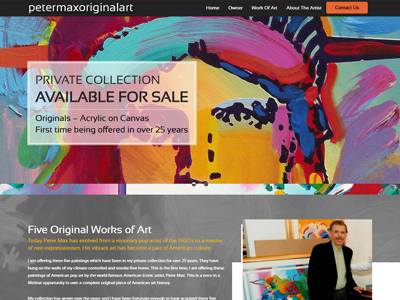 petermaxoriginalart
Home Owner Work Of Art About The Artist Contact Us
PRIVATE COLLECTION
AVAILABLE FOR SALE
Originals – Acrylic on Canvas
First time being offered in over 25 years
Five Original Works of Art
Today Peter Max has evolved from a visionary pop artist of the 1960's to a master
of neo-expressionism. His vibrant art has become a part of American culture.
I am offering these five paintings which have been in my private collection for over 25 years. They
have hung on the walls of my climate controlled and smoke free home. This is the first time, I am offering these
paintings of American pop art by the world famous American iconic artist, Peter Max. This is a once in a
lifetime opportunity to own a complete original piece of American art history.
My collection has grown over the years and I have been fortunate enough to have acquired these five